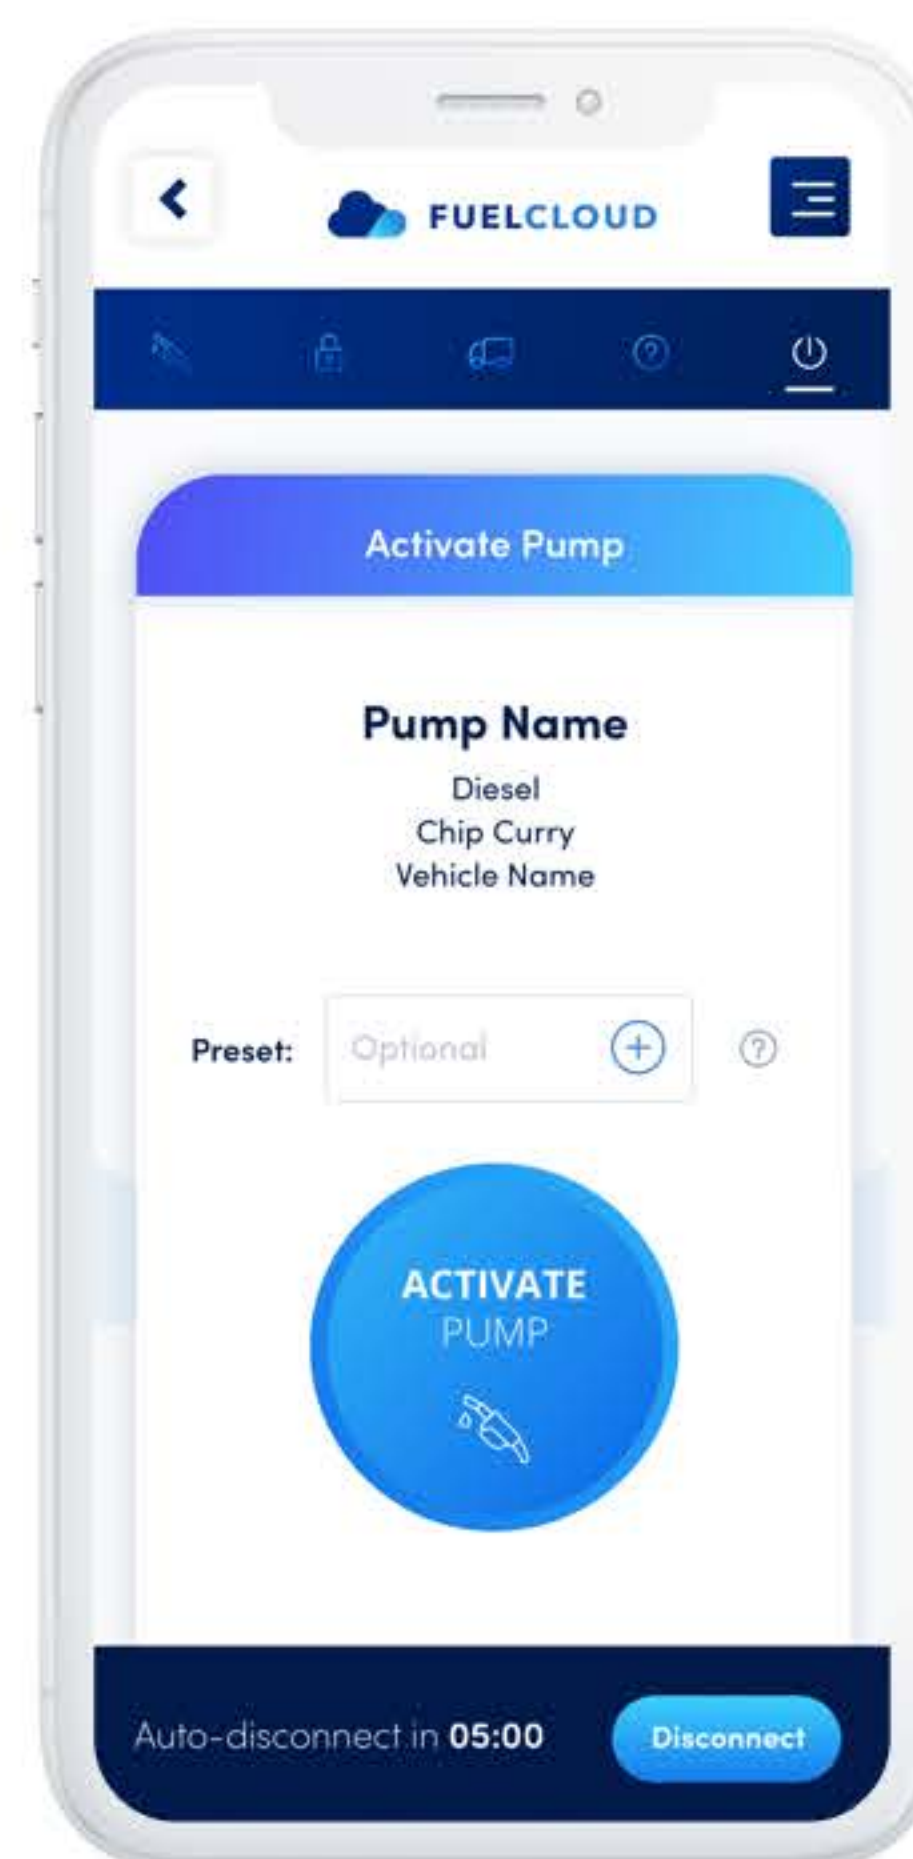 FUELCLOUD
Activate Pump
Pump Name
Diesel
Chip Curry
Vehicle Name
Preset: Optional
ACTIVATE
PUMP
Auto-disconnect in 05:00 Disconnect